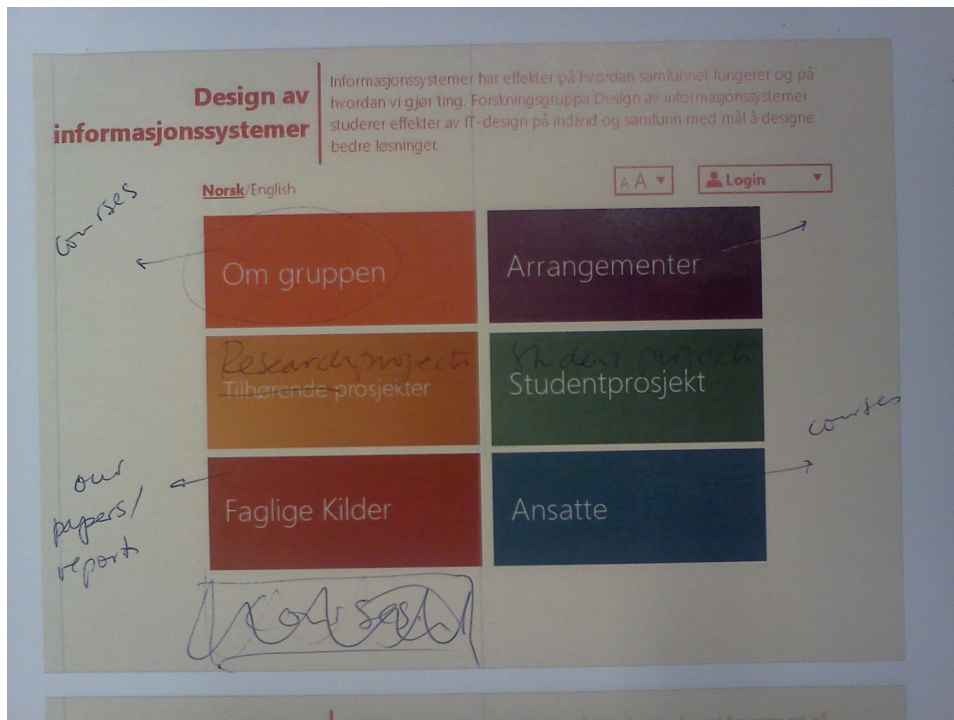 Design av
informasjonssystemer
Informasjonssystemer har effekter på hvordan samfunnet fungerer og på
hvordan vi gjør ting. Forskningsgruppa Design av informasjonssystemer
studerer effekter av IT-design på individ og samfunn med mål å designe
bedre løsninger.
Norsk/English
A A
Login
courses
Om gruppen
Arrangementer
Research projects
Tilhørende prosjekter
Student projects
Studentprosjekt
courses
our
papers/
reports
Faglige Kilder
Ansatte
courses